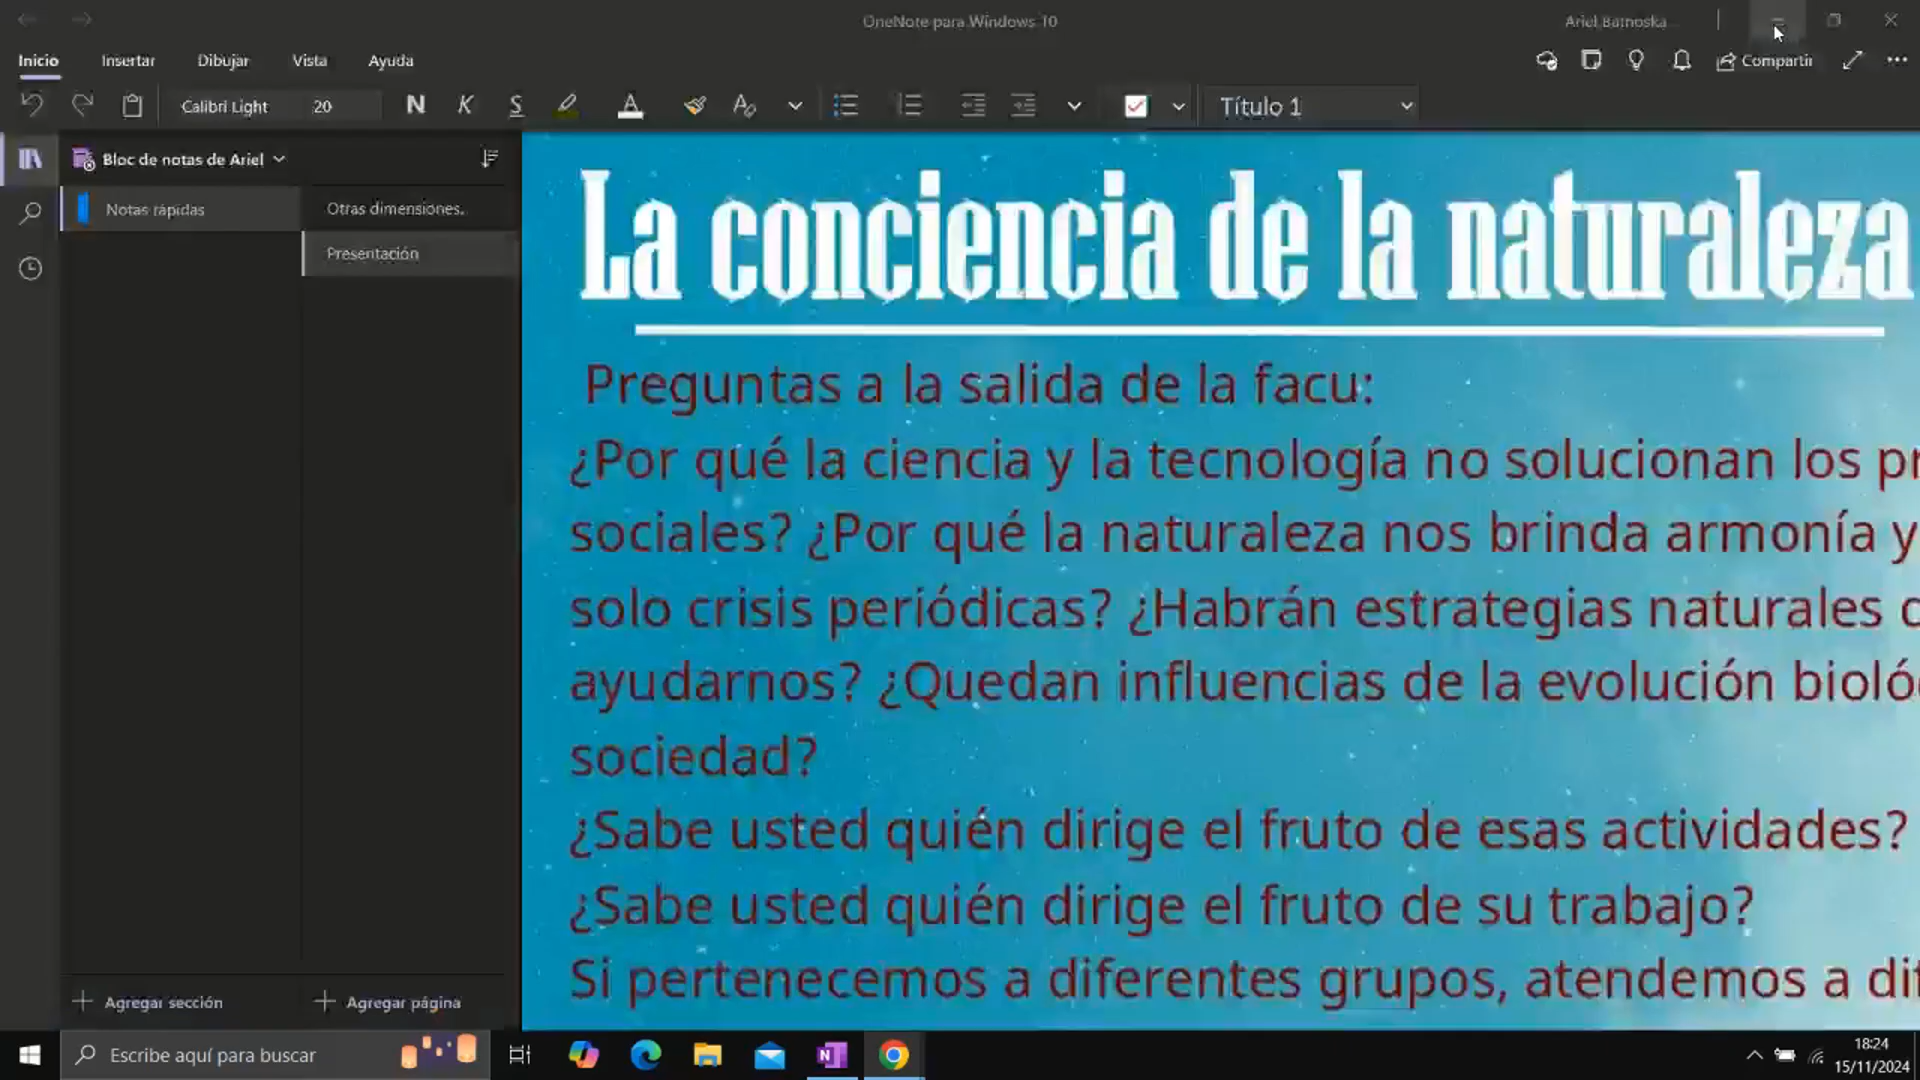 OneNote para Windows 10
Ariel Batnoska
Inicio
Insertar
Dibujar
Vista
Ayuda
Compartir
Calibri Light
20
N
K
S
Título 1
Bloc de notas de Ariel
Notas rápidas
Otras dimensiones.
Presentación
La conciencia de la naturaleza
Preguntas a la salida de la facu:
¿Por qué la ciencia y la tecnología no solucionan los pr
sociales? ¿Por qué la naturaleza nos brinda armonía y
solo crisis periódicas? ¿Habrán estrategias naturales
ayudarnos? ¿Quedan influencias de la evolución bioló
sociedad?
¿Sabe usted quién dirige el fruto de esas actividades?
¿Sabe usted quién dirige el fruto de su trabajo?
Si pertenecemos a diferentes grupos, atendemos a dif
Agregar sección
Agregar página
Escribe aquí para buscar
18:24
15/11/2024